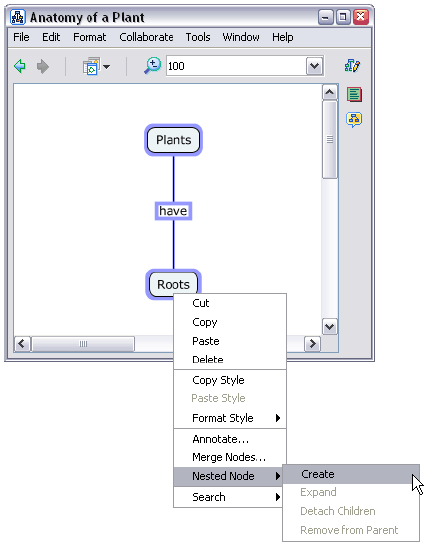 Anatomy of a Plant
File Edit Format Collaborate Tools Window Help
100
Plants
have
Roots
Cut
Copy
Paste
Delete
Copy Style
Paste Style
Format Style
Annotate...
Merge Nodes...
Nested Node
Search
Create
Expand
Detach Children
Remove from Parent